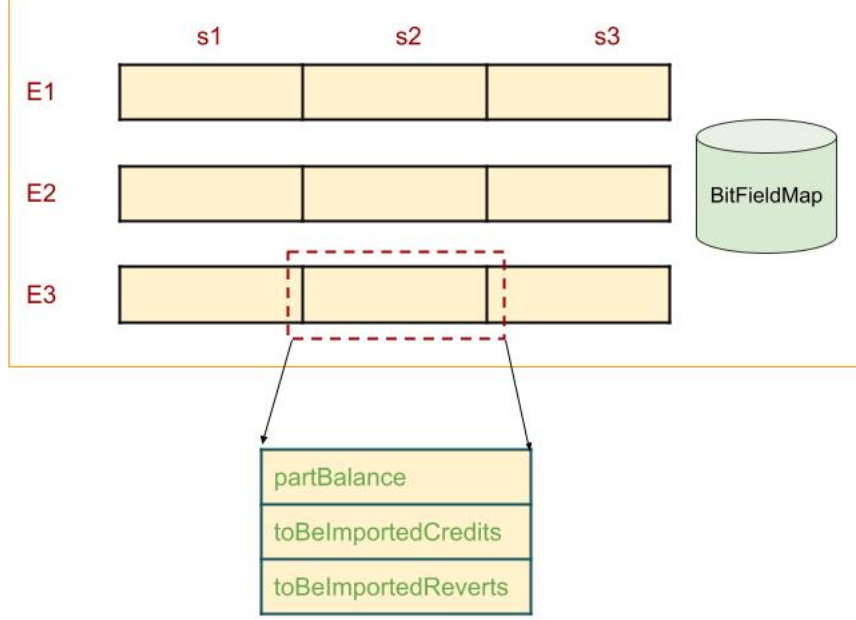 s1 s2 s3
E1
E2
BitFieldMap
E3
partBalance
toBeImportedCredits
toBeImportedReverts